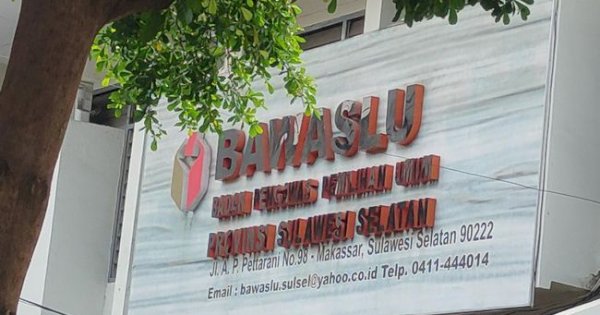 BAWASLU
BADAN PENGAWAS PEMILIHAN UMUM
PROVINSI SULAWESI SELATAN
Jl. A. P. Pettarani No.98 - Makassar, Sulawesi Selatan 90222
Email : bawaslu.sulsel@yahoo.co.id Telp. 0411-444014